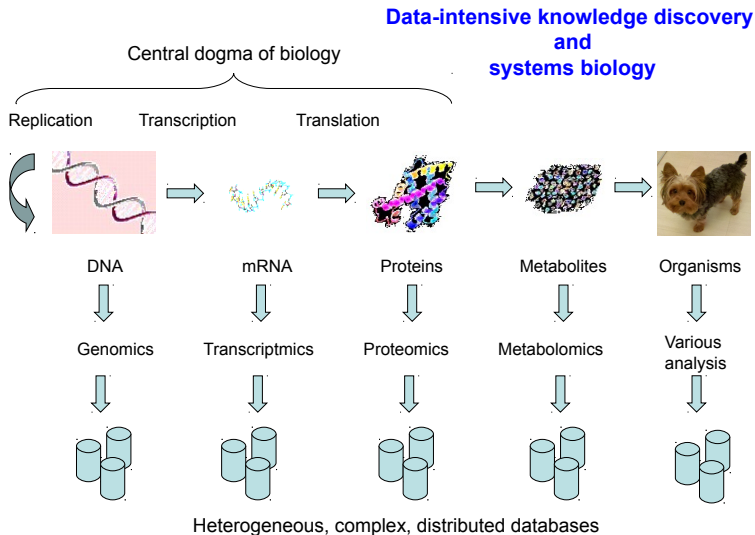 Data-intensive knowledge discovery
and
systems biology
Central dogma of biology
Replication Transcription Translation
DNA mRNA Proteins Metabolites Organisms
Genomics Transcriptmics Proteomics Metabolomics Various
analysis
Heterogeneous, complex, distributed databases